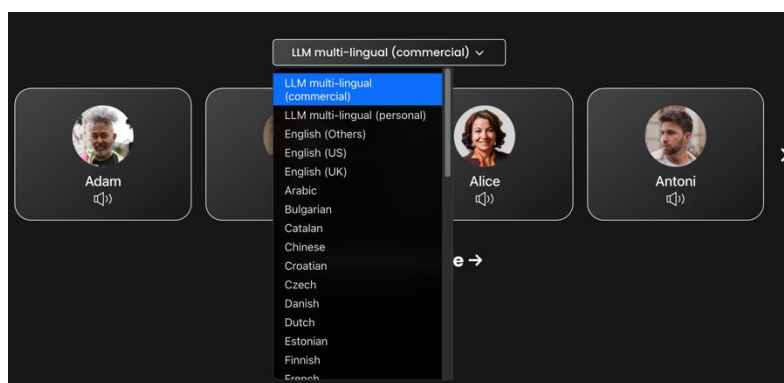 LLM multi-lingual (commercial)
LLM multi-lingual
(commercial)
LLM multi-lingual (personal)
English (Others)
English (US)
English (UK)
Arabic
Bulgarian
Catalan
Chinese
Croatian
Czech
Danish
Dutch
Estonian
Finnish
French
Adam
Alice
Antoni
e →